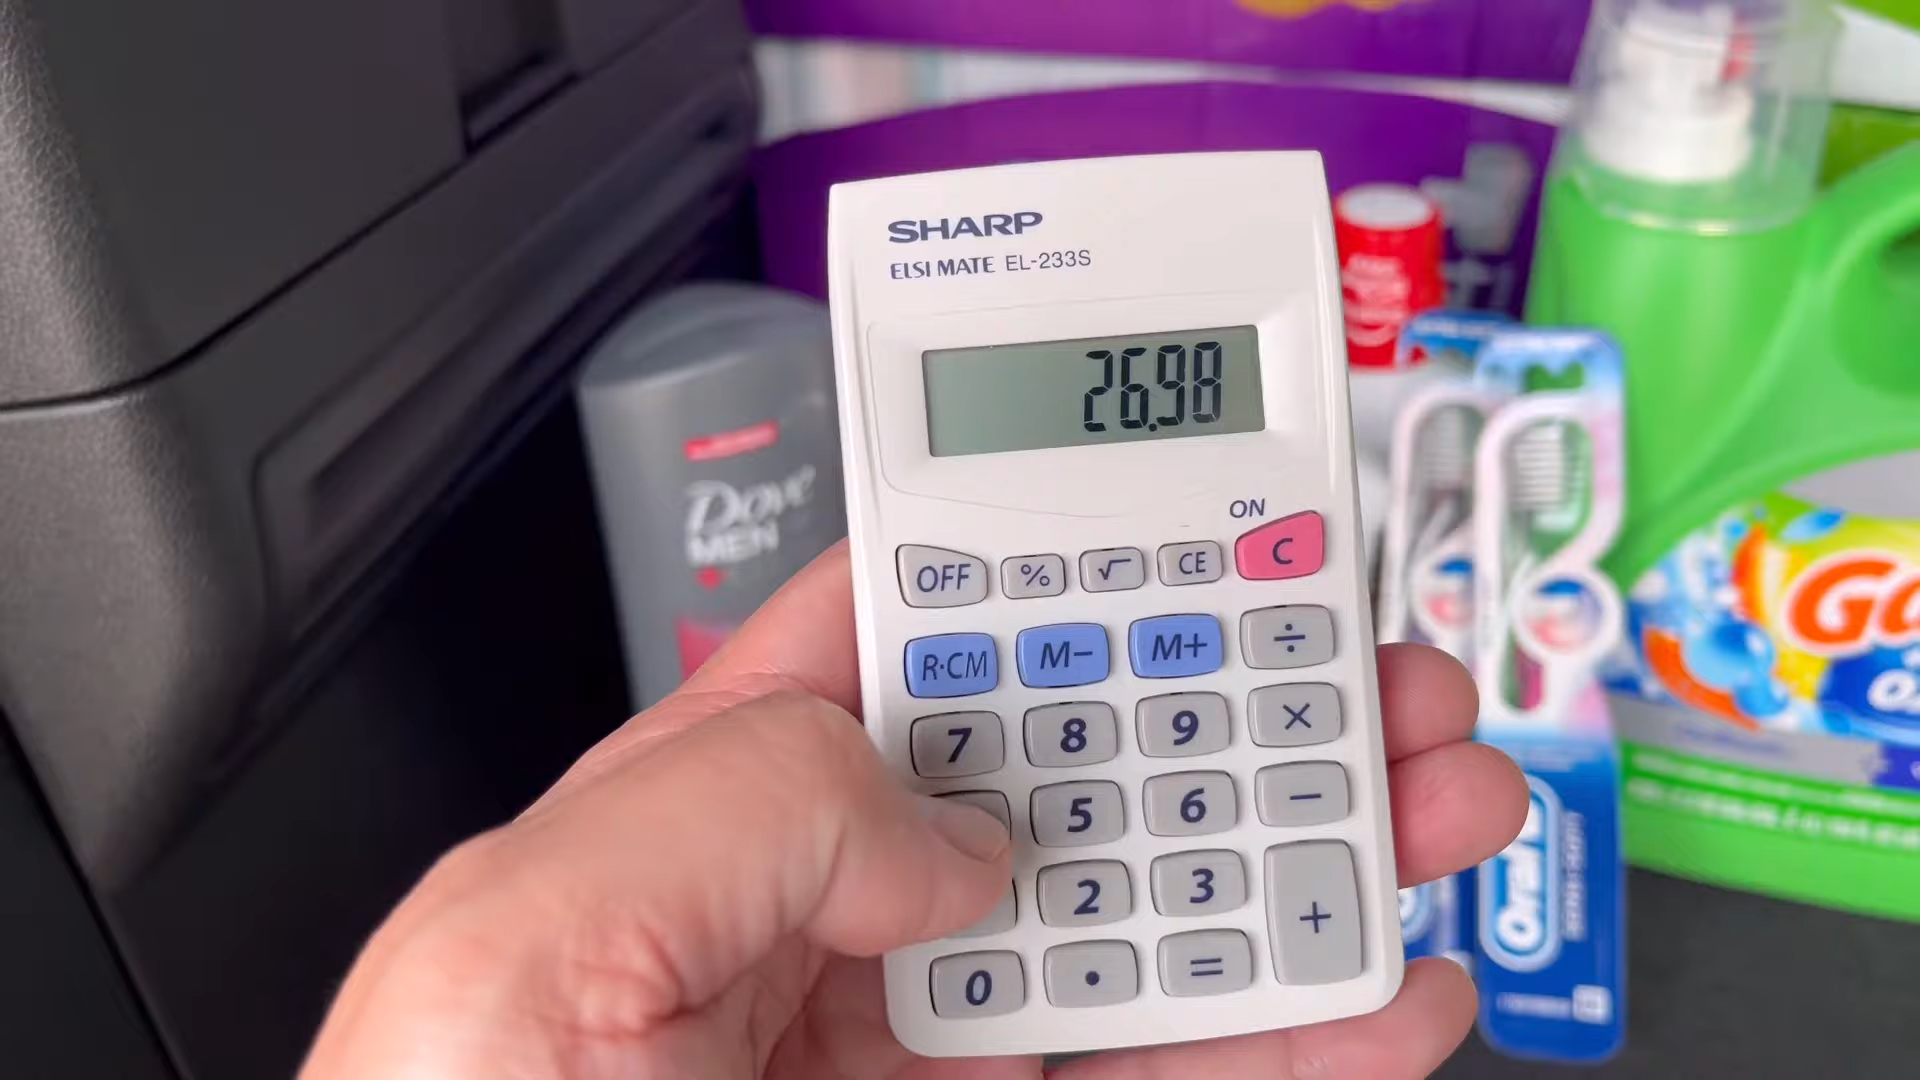 SHARP
ELSI MATE EL-233S
26.98
ON
OFF % √ CE C
R·CM M− M+ ÷
7 8 9 ×
5 6 −
2 3 +
0 • =
Dove
MEN
Oral